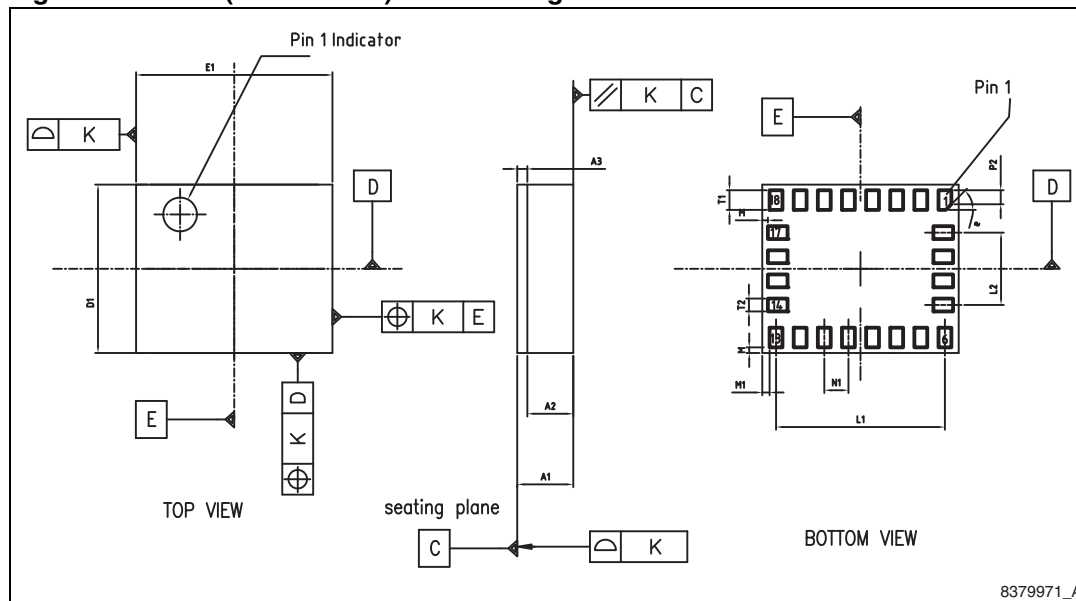 Pin 1 Indicator
E1
K
D1
K E
K D
E
TOP VIEW
K C
A3
A2
A1
seating plane
C
K
Pin 1
E
P2
D
T1
18
1
M
17
L2
T2
14
M
13
6
M1
N1
L1
BOTTOM VIEW
D
8379971_A